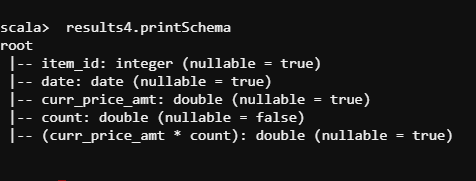 scala>  results4.printSchema
root
 |-- item_id: integer (nullable = true)
 |-- date: date (nullable = true)
 |-- curr_price_amt: double (nullable = true)
 |-- count: double (nullable = false)
 |-- (curr_price_amt * count): double (nullable = true)